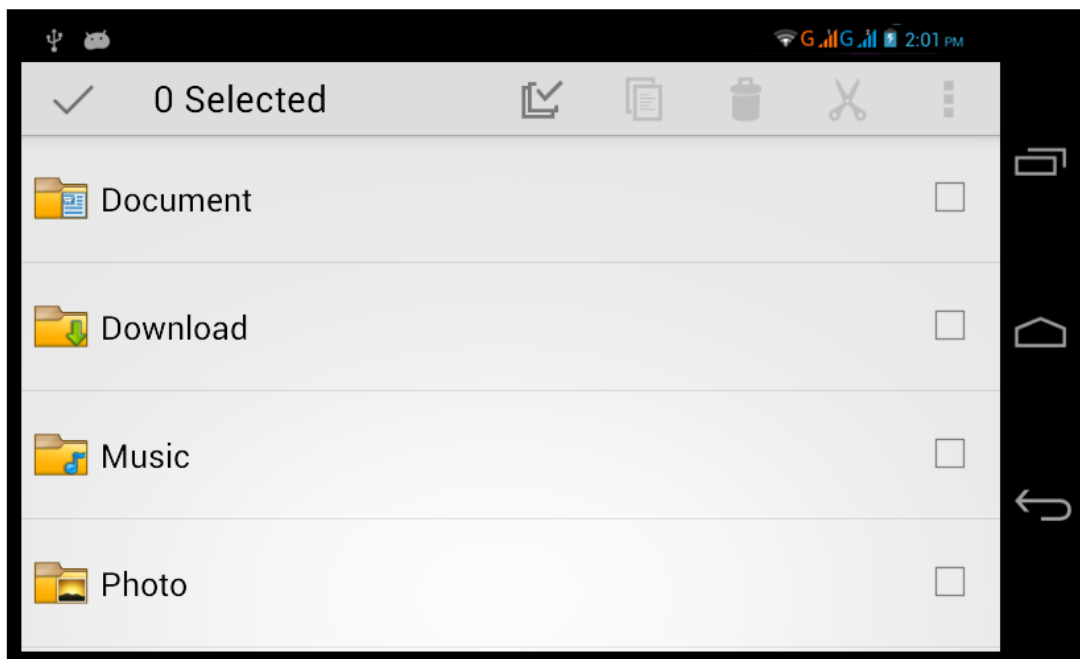 G G 2:01 PM
0 Selected
Document
Download
Music
Photo